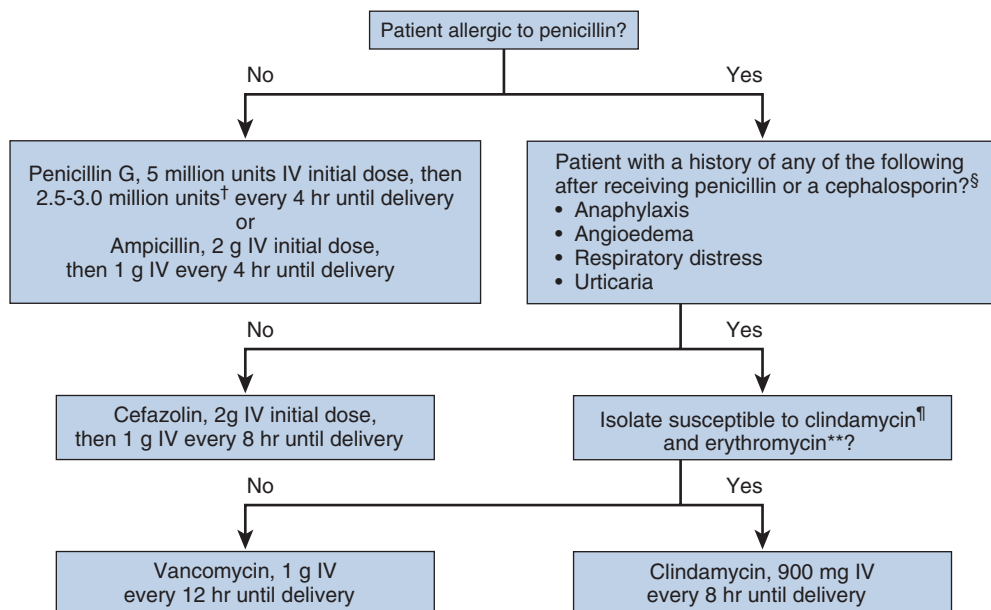 Patient allergic to penicillin?
No
Yes
Penicillin G, 5 million units IV initial dose, then
2.5-3.0 million units† every 4 hr until delivery
or
Ampicillin, 2 g IV initial dose,
then 1 g IV every 4 hr until delivery
Patient with a history of any of the following
after receiving penicillin or a cephalosporin?§
• Anaphylaxis
• Angioedema
• Respiratory distress
• Urticaria
No
Yes
Cefazolin, 2g IV initial dose,
then 1 g IV every 8 hr until delivery
Isolate susceptible to clindamycin¶
and erythromycin**?
No
Yes
Vancomycin, 1 g IV
every 12 hr until delivery
Clindamycin, 900 mg IV
every 8 hr until delivery